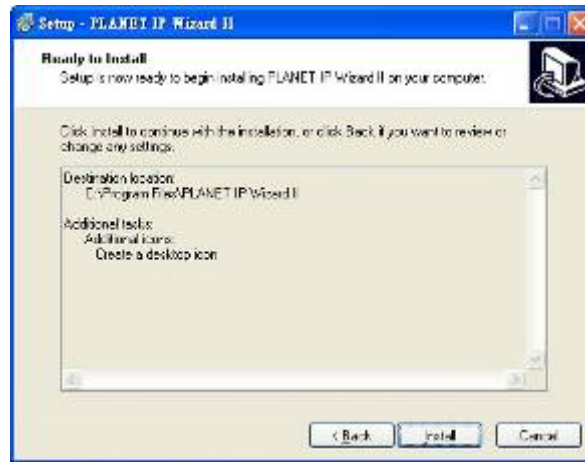 Setup - PLANET IP Wizard II
Ready to Install
Setup is now ready to begin installing PLANET IP Wizard II on your computer.
Click Install to continue with the installation, or click Back if you want to review or
change any settings.
Destination location:
C:\Program Files\PLANET IP Wizard II
Additional tasks:
Additional icons:
Create a desktop icon
< Back
Install
Cancel